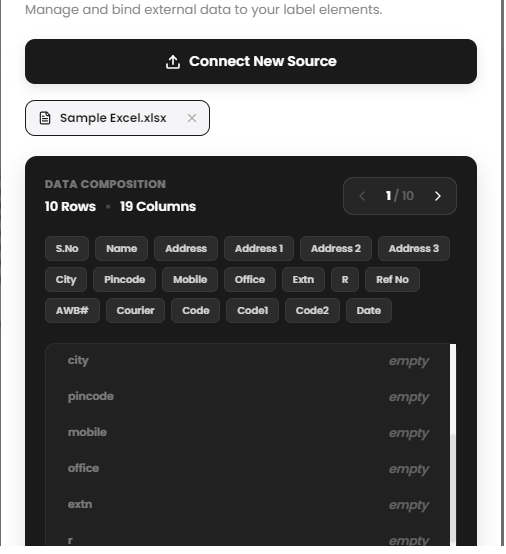 Manage and bind external data to your label elements.
Connect New Source
Sample Excel.xlsx
DATA COMPOSITION
10 Rows • 19 Columns
1 / 10
S.No Name Address Address 1 Address 2 Address 3
City Pincode Mobile Office Extn R Ref No
AWB# Courier Code Code1 Code2 Date
city empty
pincode empty
mobile empty
office empty
extn empty
r empty